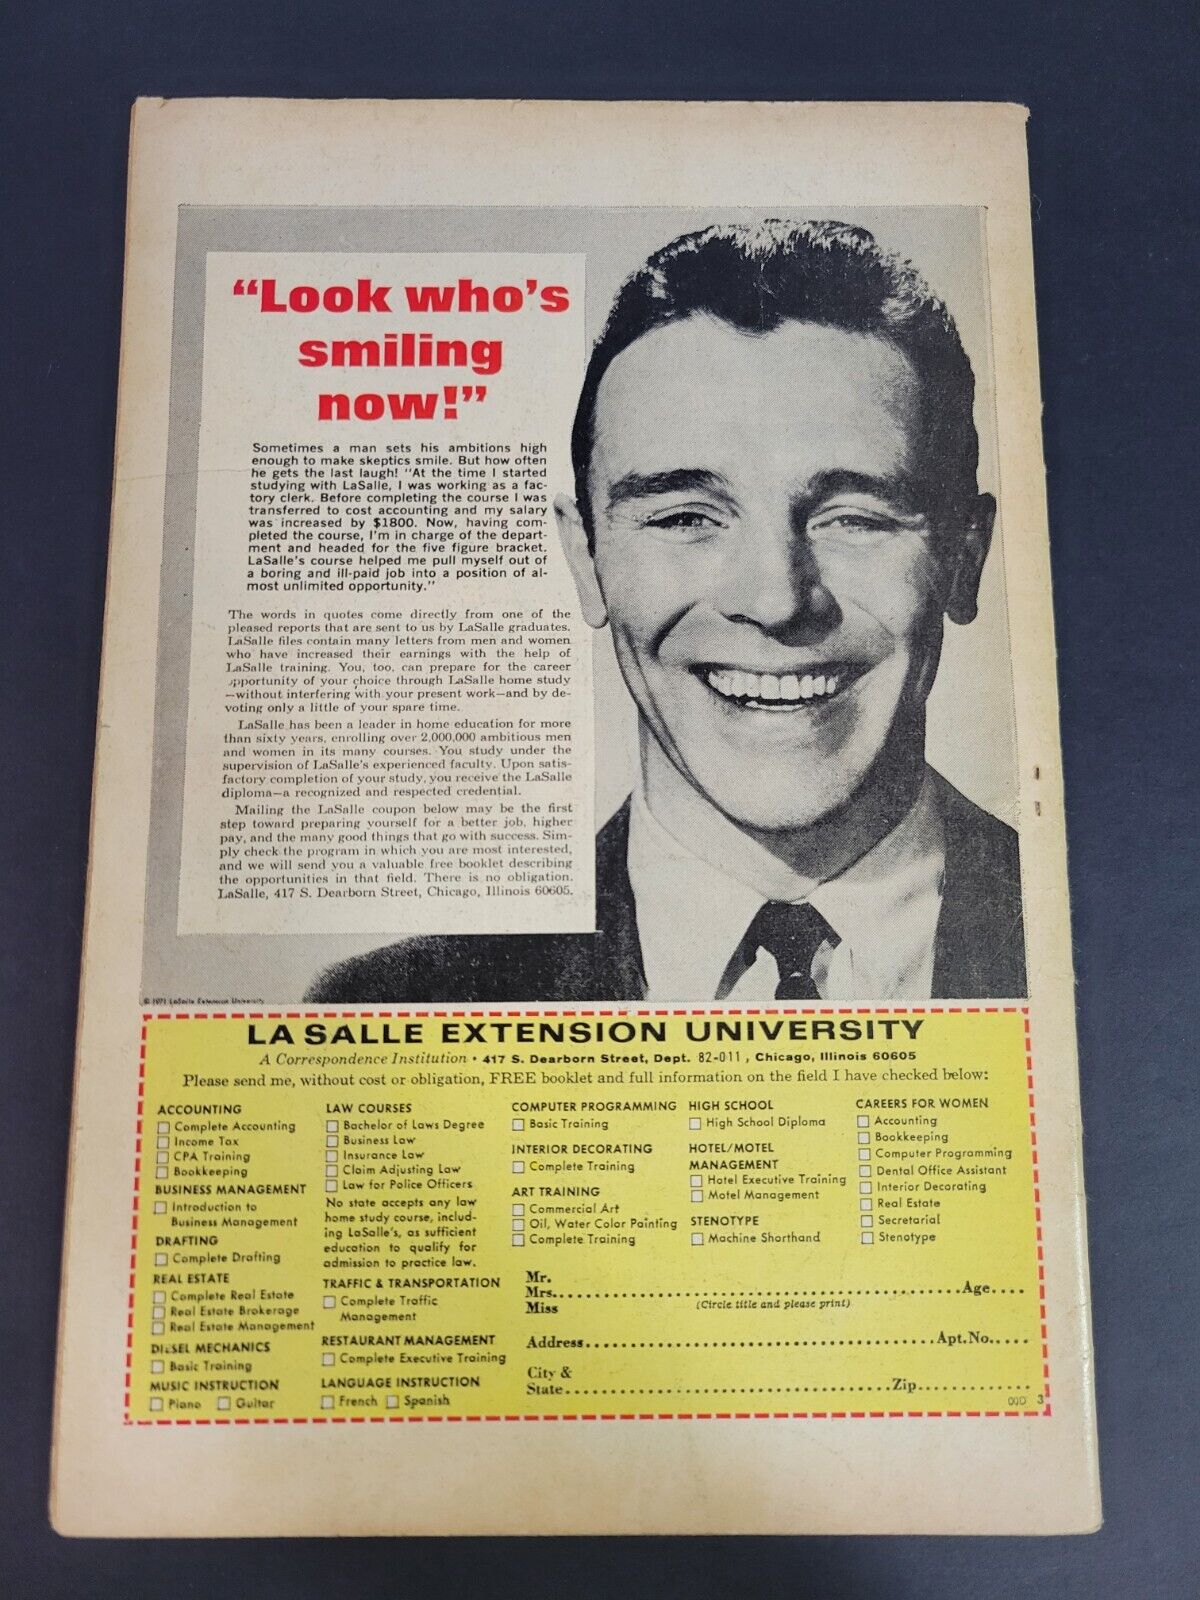 “Look who’s
smiling
now!”
Sometimes a man sets his ambitions high
enough to make skeptics smile. But how often
he gets the last laugh! "At the time I started
studying with LaSalle, I was working as a fac-
tory clerk. Before completing the course I was
transferred to cost accounting and my salary
was increased by $1800. Now, having com-
pleted the course, I'm in charge of the depart-
ment and headed for the five figure bracket.
LaSalle's course helped me pull myself out of
a boring and ill-paid job into a position of al-
most unlimited opportunity."
The words in quotes come directly from one of the
pleased reports that are sent to us by LaSalle graduates.
LaSalle files contain many letters from men and women
who have increased their earnings with the help of
LaSalle training. You, too, can prepare for the career
opportunity of your choice through LaSalle home study
—without interfering with your present work—and by de-
voting only a little of your spare time.
LaSalle has been a leader in home education for more
than sixty years, enrolling over 2,000,000 ambitious men
and women in its many courses. You study under the
supervision of LaSalle's experienced faculty. Upon satis-
factory completion of your study, you receive the LaSalle
diploma—a recognized and respected credential.
Mailing the LaSalle coupon below may be the first
step toward preparing yourself for a better job, higher
pay, and the many good things that go with success. Sim-
ply check the program in which you are most interested,
and we will send you a valuable free booklet describing
the opportunities in that field. There is no obligation.
LaSalle, 417 S. Dearborn Street, Chicago, Illinois 60605.
© 1971 LaSalle Extension University
LA SALLE EXTENSION UNIVERSITY
A Correspondence Institution • 417 S. Dearborn Street, Dept. 82-011, Chicago, Illinois 60605
Please send me, without cost or obligation, FREE booklet and full information on the field I have checked below:
ACCOUNTING
Complete Accounting
Income Tax
CPA Training
Bookkeeping
BUSINESS MANAGEMENT
Introduction to
Business Management
DRAFTING
Complete Drafting
REAL ESTATE
Complete Real Estate
Real Estate Brokerage
Real Estate Management
DIESEL MECHANICS
Basic Training
MUSIC INSTRUCTION
Piano Guitar
LAW COURSES
Bachelor of Laws Degree
Business Law
Insurance Law
Claim Adjusting Law
Law for Police Officers
No state accepts any law
home study course, includ-
ing LaSalle's, as sufficient
education to qualify for
admission to practice law.
TRAFFIC & TRANSPORTATION
Complete Traffic
Management
RESTAURANT MANAGEMENT
Complete Executive Training
LANGUAGE INSTRUCTION
French Spanish
COMPUTER PROGRAMMING
Basic Training
INTERIOR DECORATING
Complete Training
ART TRAINING
Commercial Art
Oil, Water Color Painting
Complete Training
HIGH SCHOOL
High School Diploma
HOTEL/MOTEL
MANAGEMENT
Hotel Executive Training
Motel Management
STENOTYPE
Machine Shorthand
CAREERS FOR WOMEN
Accounting
Bookkeeping
Computer Programming
Dental Office Assistant
Interior Decorating
Real Estate
Secretarial
Stenotype
Mr.
Mrs. Age
Miss (Circle title and please print)
Address Apt.No.
City &
State Zip
3